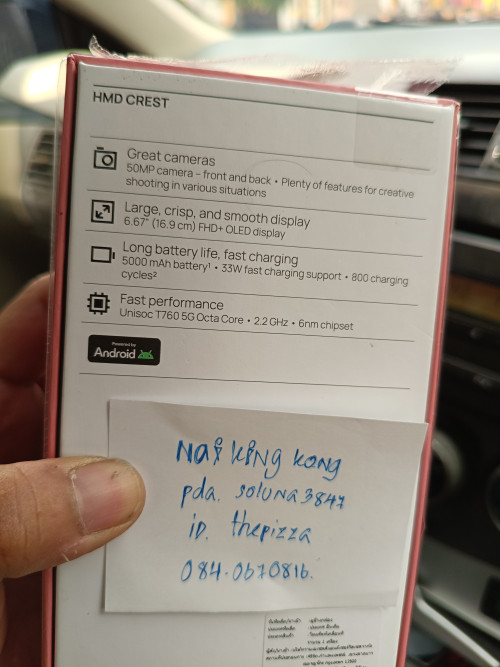 HMD CREST
Great cameras
50MP camera – front and back • Plenty of features for creative
shooting in various situations
Large, crisp, and smooth display
6.67" (16.9 cm) FHD+ OLED display
Long battery life, fast charging
5000 mAh battery¹ • 33W fast charging support • 800 charging
cycles²
Fast performance
Unisoc T760 5G Octa Core • 2.2 GHz • 6nm chipset
Powered by
Android
Nai King Kong
pda. soluna3847
iD. thepizza
084.0670816.